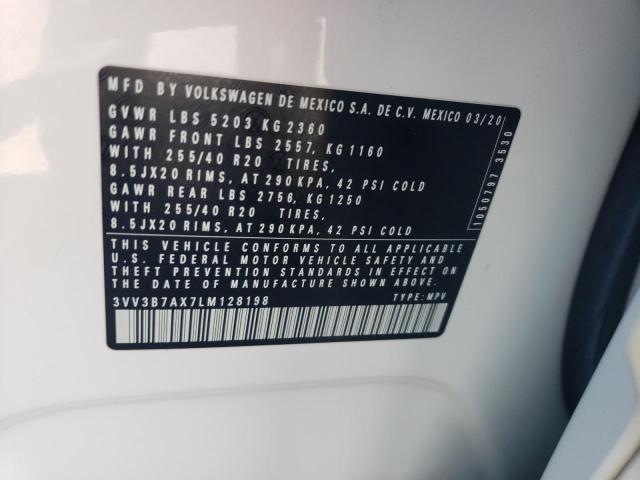 MFD BY VOLKSWAGEN DE MEXICO S.A. DE C.V. MEXICO 03/20
GVWR LBS 5203 KG 2360
GAWR FRONT LBS 2557, KG 1160
WITH 255/40 R20 TIRES,
8.5JX20 RIMS, AT 290 KPA, 42 PSI COLD
GAWR REAR LBS 2756, KG 1250
WITH 255/40 R20 TIRES,
8.5JX20 RIMS, AT 290 KPA, 42 PSI COLD
1050797 3530
THIS VEHICLE CONFORMS TO ALL APPLICABLE
U.S. FEDERAL MOTOR VEHICLE SAFETY AND
THEFT PREVENTION STANDARDS IN EFFECT ON
THE DATE OF MANUFACTURE SHOWN ABOVE.
3VV3B7AX7LM128198 TYPE: MPV